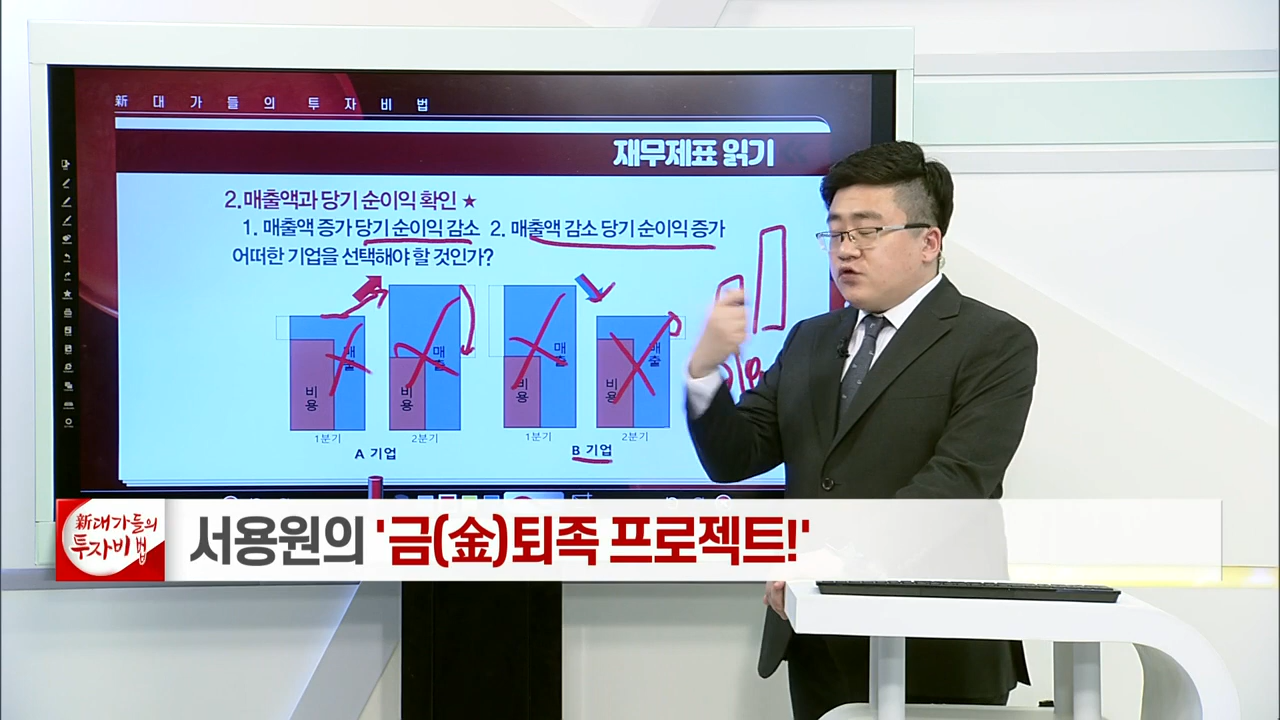 新 대 가 들 의 투 자 비 법
재무제표 읽기
2. 매출액과 당기 순이익 확인 ★
1. 매출액 증가 당기 순이익 감소 2. 매출액 감소 당기 순이익 증가
어떠한 기업을 선택해야 할 것인가?
매출
비용
1분기
매출
비용
2분기
A 기업
매출
비용
1분기
매출
비용
2분기
B 기업
新대가들의
투자비법
서용원의 '금(金)퇴족 프로젝트!'